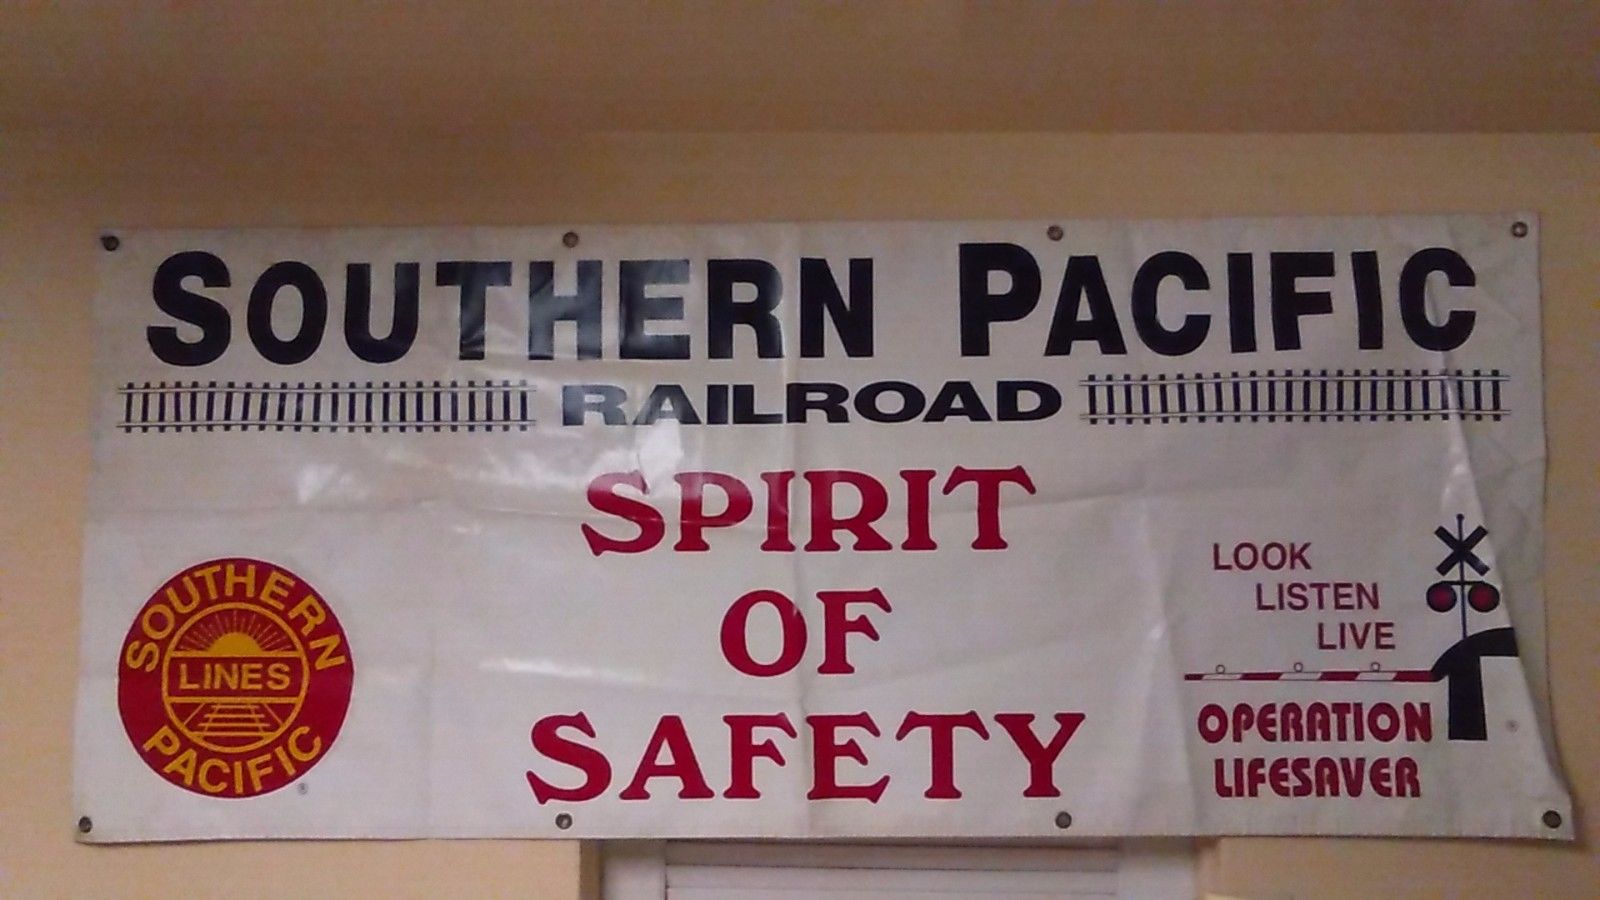 SOUTHERN PACIFIC
RAILROAD
SPIRIT
OF
SAFETY
SOUTHERN
LINES
PACIFIC
®
LOOK
LISTEN
LIVE
OPERATION
LIFESAVER
®